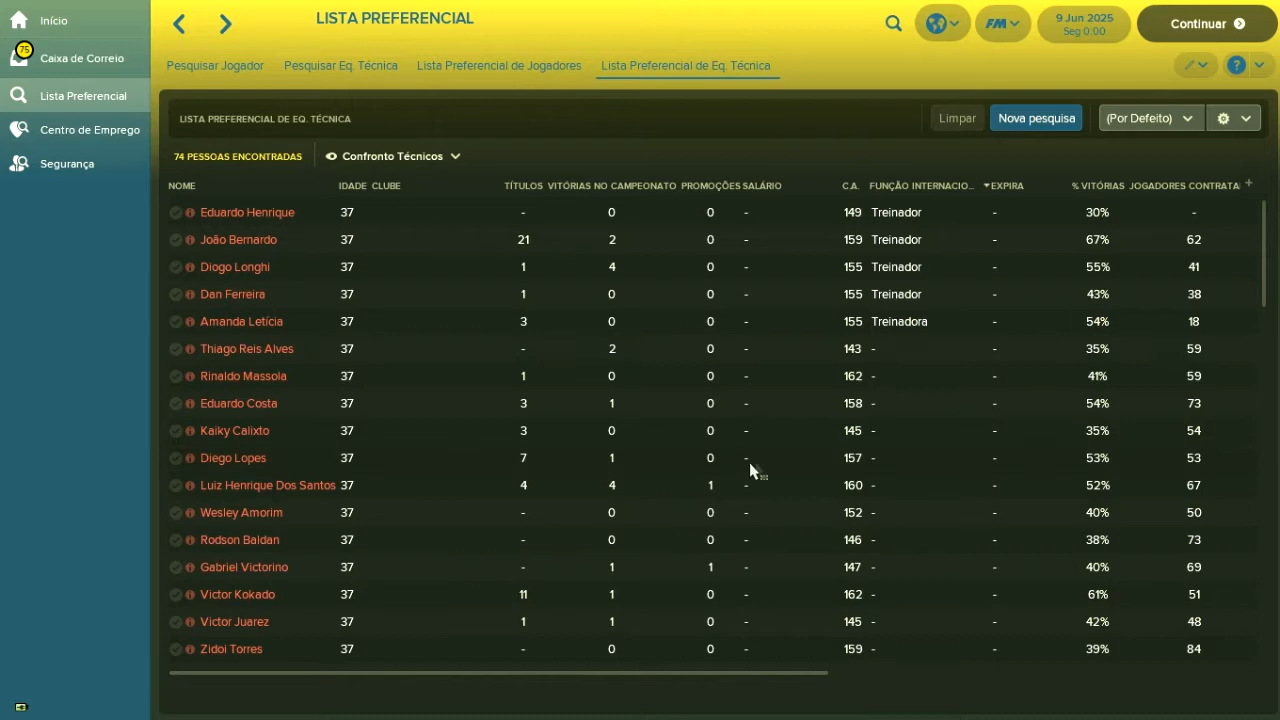 Início
75
Caixa de Correio
Lista Preferencial
Centro de Emprego
Segurança
LISTA PREFERENCIAL
FM
9 Jun 2025
Seg 0:00
Continuar
Pesquisar Jogador Pesquisar Eq. Técnica Lista Preferencial de Jogadores Lista Preferencial de Eq. Técnica
?
LISTA PREFERENCIAL DE EQ. TÉCNICA Limpar Nova pesquisa (Por Defeito)
74 PESSOAS ENCONTRADAS Confronto Técnicos
NOME IDADE CLUBE TÍTULOS VITÓRIAS NO CAMPEONATO PROMOÇÕES SALÁRIO C.A. FUNÇÃO INTERNACIO... EXPIRA % VITÓRIAS JOGADORES CONTRATA +
Eduardo Henrique 37 - 0 0 - 149 Treinador - 30% -
João Bernardo 37 21 2 0 - 159 Treinador - 67% 62
Diogo Longhi 37 1 4 0 - 155 Treinador - 55% 41
Dan Ferreira 37 1 0 0 - 155 Treinador - 43% 38
Amanda Letícia 37 3 0 0 - 155 Treinadora - 54% 18
Thiago Reis Alves 37 - 2 0 - 143 - - 35% 59
Rinaldo Massola 37 1 0 0 - 162 - - 41% 59
Eduardo Costa 37 3 1 0 - 158 - - 54% 73
Kaiky Calixto 37 3 0 0 - 145 - - 35% 54
Diego Lopes 37 7 1 0 - 157 - - 53% 53
Luiz Henrique Dos Santos 37 4 4 1 - 160 - - 52% 67
Wesley Amorim 37 - 0 0 - 152 - - 40% 50
Rodson Baldan 37 - 0 0 - 146 - - 38% 73
Gabriel Victorino 37 - 1 1 - 147 - - 40% 69
Victor Kokado 37 11 1 0 - 162 - - 61% 51
Victor Juarez 37 1 1 0 - 145 - - 42% 48
Zidoi Torres 37 - 0 0 - 159 - - 39% 84